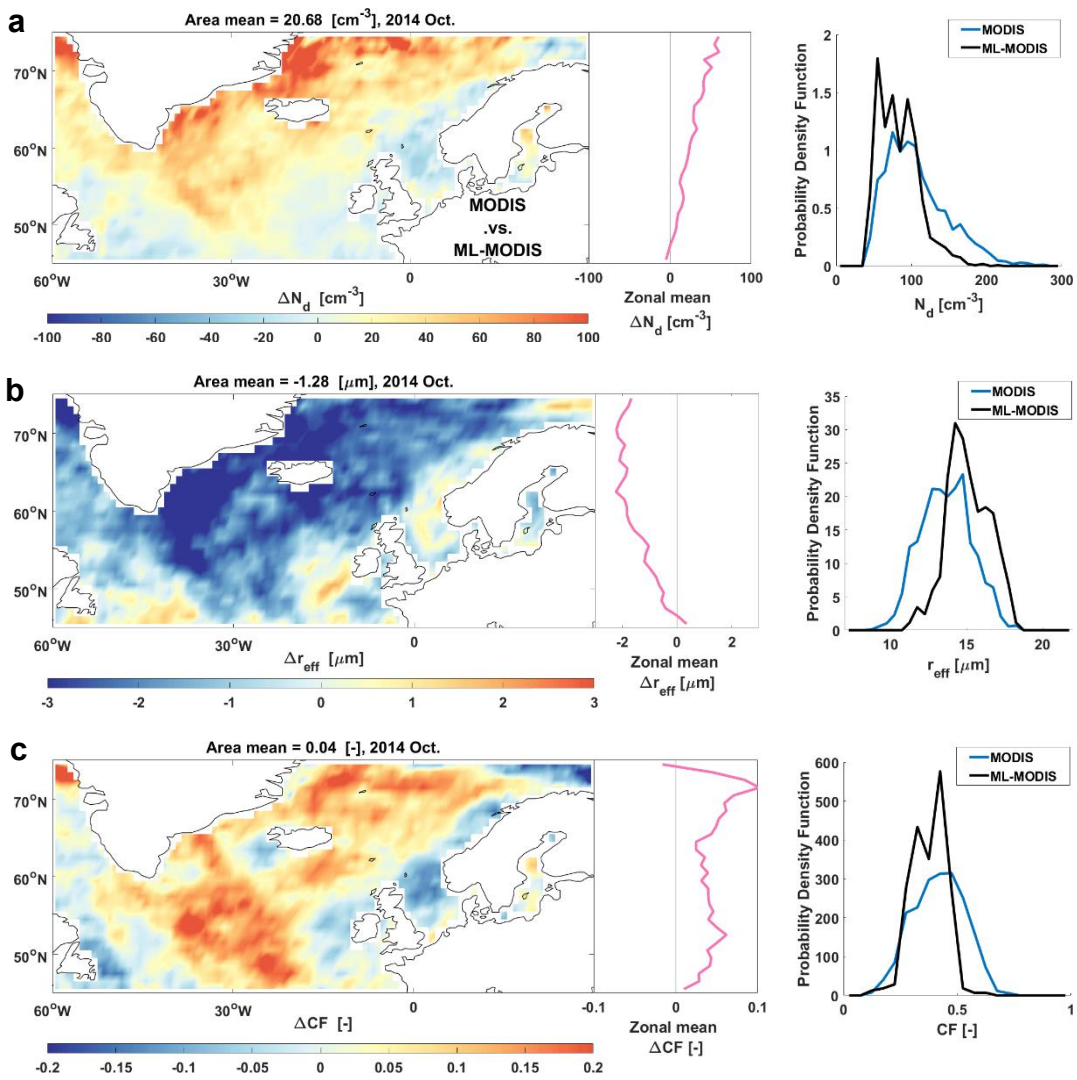 a
Area mean = 20.68 [cm-3], 2014 Oct.
70°N
60°N
50°N
MODIS
.vs.
ML-MODIS
60°W
30°W
0
ΔNd [cm-3]
-100 -80 -60 -40 -20 0 20 40 60 80 100
-100 0 100
Zonal mean
ΔNd [cm-3]
MODIS
ML-MODIS
Probability Density Function
2
1.5
1
0.5
0
0 100 200 300
Nd [cm-3]
b
Area mean = -1.28 [μm], 2014 Oct.
70°N
60°N
50°N
60°W
30°W
0
Δreff [μm]
-3 -2 -1 0 1 2 3
-2 0 2
Zonal mean
Δreff [μm]
MODIS
ML-MODIS
Probability Density Function
35
30
25
20
15
10
5
0
10 15 20
reff [μm]
c
Area mean = 0.04 [-], 2014 Oct.
70°N
60°N
50°N
60°W
30°W
0
ΔCF [-]
-0.2 -0.15 -0.1 -0.05 0 0.05 0.1 0.15 0.2
-0.1 0 0.1
Zonal mean
ΔCF [-]
MODIS
ML-MODIS
Probability Density Function
600
500
400
300
200
100
0
0 0.5 1
CF [-]